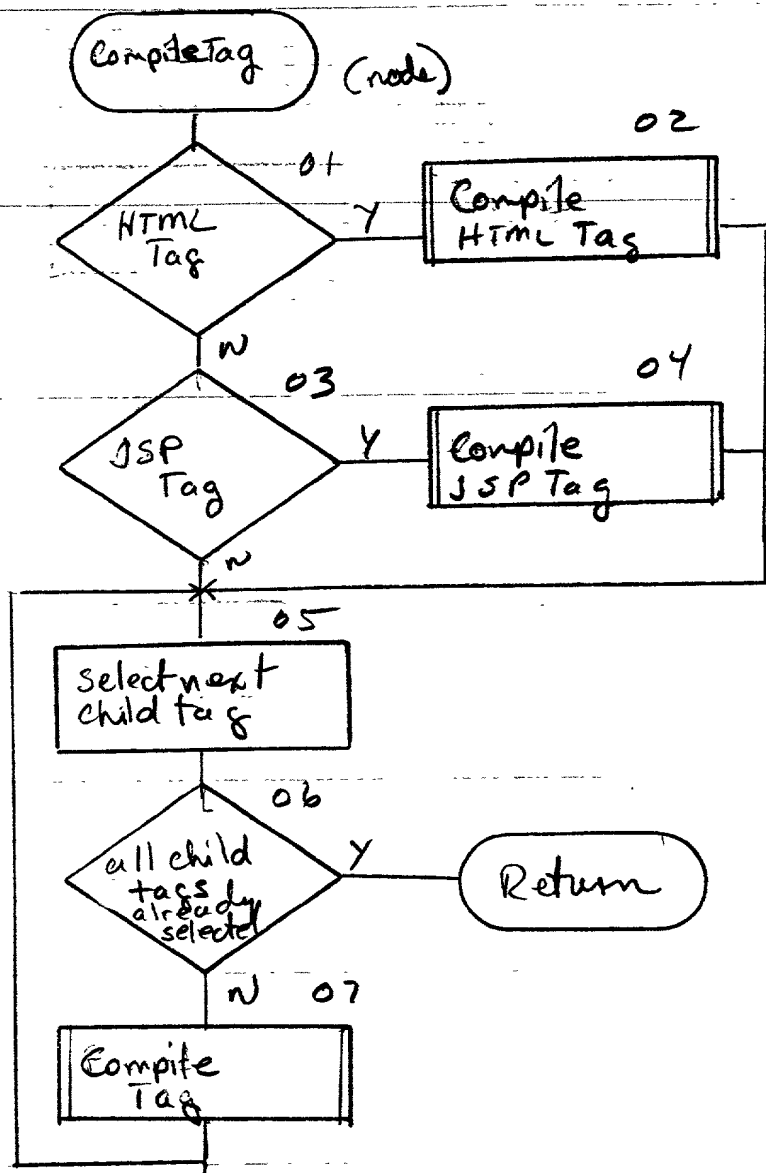 CompileTag
(node)
01
02
HTML
Tag
Y
Compile
HTML Tag
N
03
04
JSP
Tag
Y
Compile
JSP Tag
N
05
select next
child tag
06
all child
tags
already
selected
Y
Return
N
07
Compile
Tag